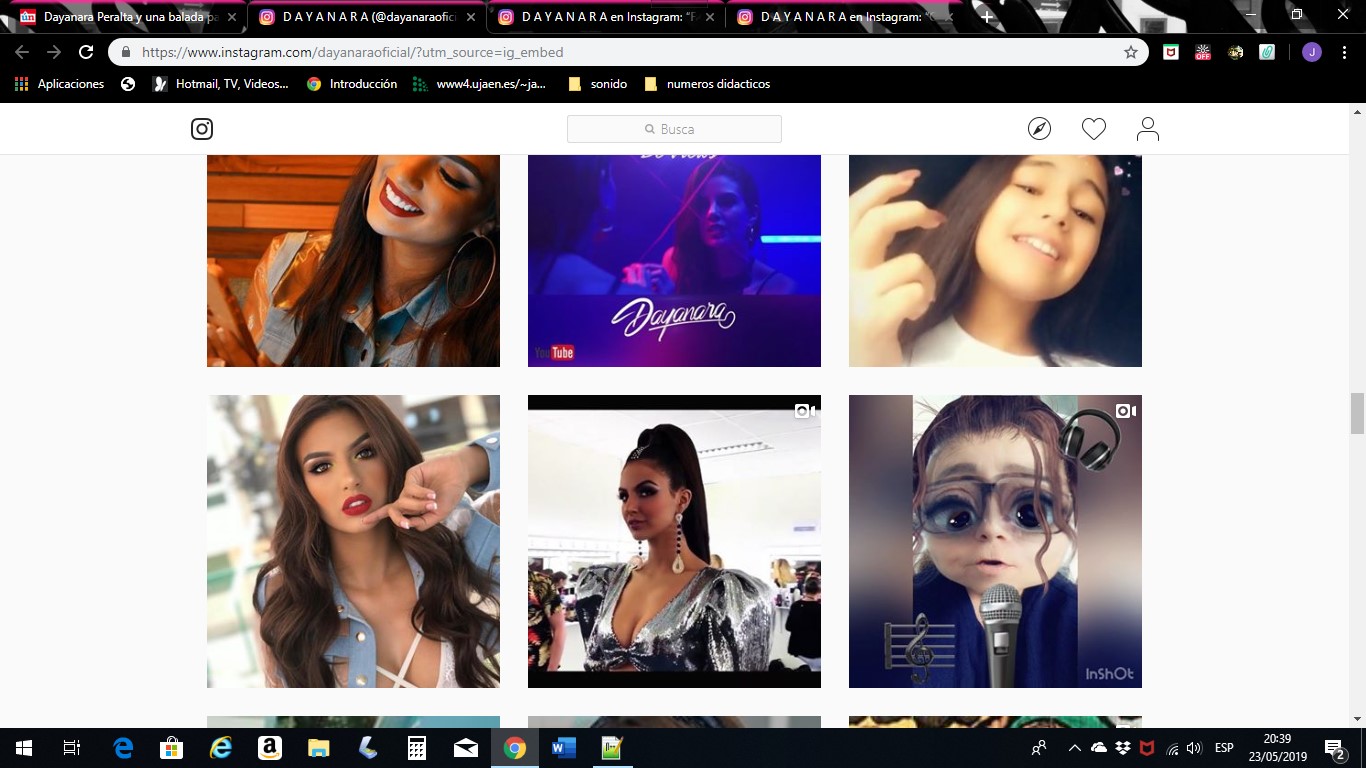 Dayanara Peralta y una balada pa
D A Y A N A R A (@dayanaraofici
D A Y A N A R A en Instagram: "Fa
D A Y A N A R A en Instagram: "
https://www.instagram.com/dayanaraoficial/?utm_source=ig_embed
OFF
J
Aplicaciones
Hotmail, TV, Videos...
Introducción
www4.ujaen.es/~ja...
sonido
numeros didacticos
Busca
Dayanara
YouTube
InShOt
ESP
20:39
23/05/2019
2